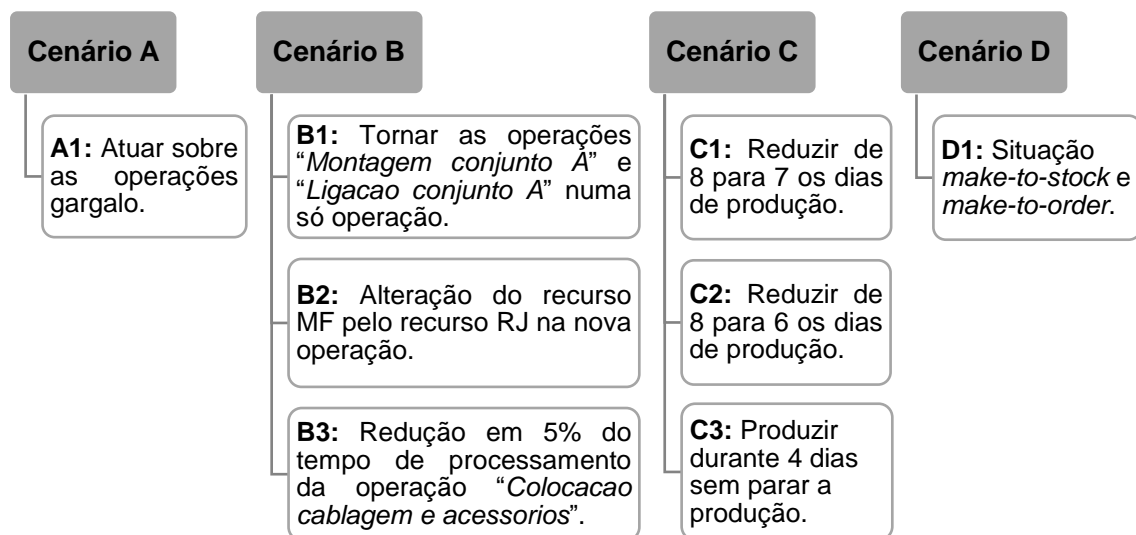 Cenário A
A1: Atuar sobre
as operações
gargalo.
Cenário B
B1: Tornar as operações
“Montagem conjunto A” e
“Ligacao conjunto A” numa
só operação.
B2: Alteração do recurso
MF pelo recurso RJ na nova
operação.
B3: Redução em 5% do
tempo de processamento
da operação “Colocacao
cablagem e acessorios”.
Cenário C
C1: Reduzir de
8 para 7 os dias
de produção.
C2: Reduzir de
8 para 6 os dias
de produção.
C3: Produzir
durante 4 dias
sem parar a
produção.
Cenário D
D1: Situação
make-to-stock e
make-to-order.